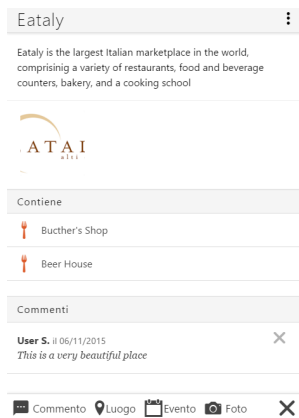 Eataly
Eataly is the largest Italian marketplace in the world,
comprisinig a variety of restaurants, food and beverage
counters, bakery, and a cooking school
ATAI
alti
Contiene
Bucther's Shop
Beer House
Commenti
User S. il 06/11/2015
This is a very beautiful place
Commento Luogo Evento Foto